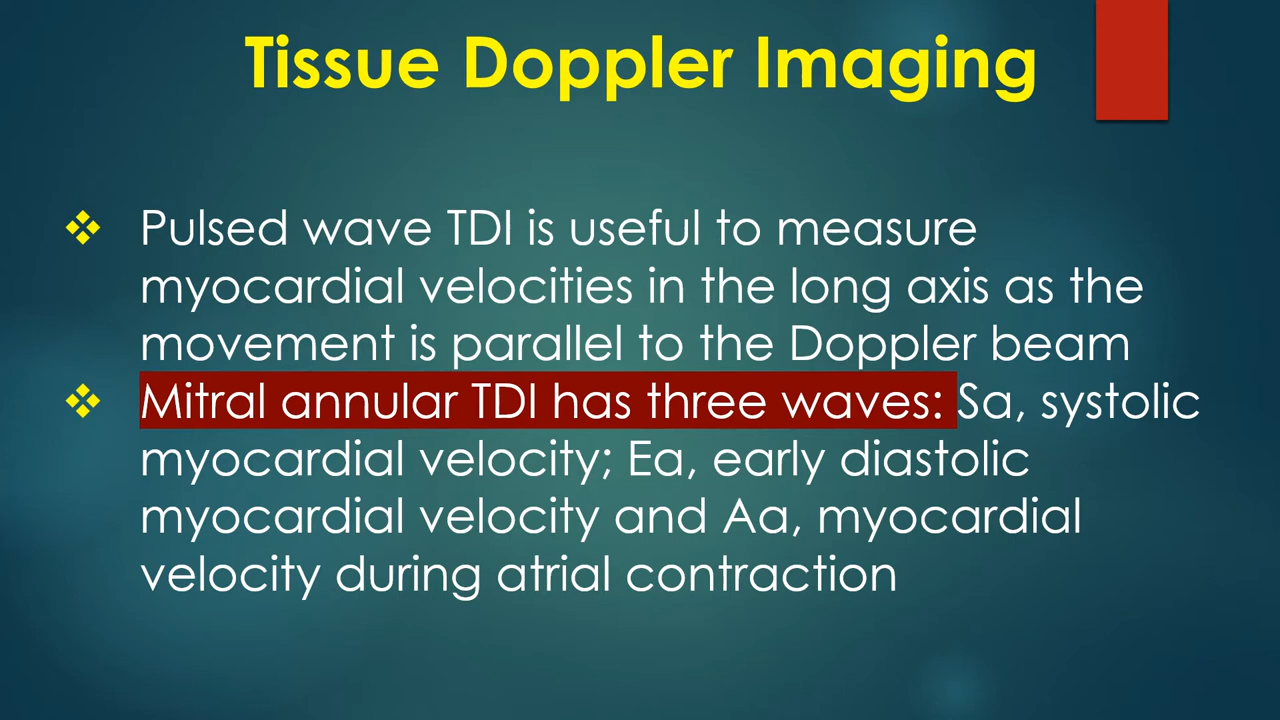 Tissue Doppler Imaging
Pulsed wave TDI is useful to measure
myocardial velocities in the long axis as the
movement is parallel to the Doppler beam
Mitral annular TDI has three waves: Sa, systolic
myocardial velocity; Ea, early diastolic
myocardial velocity and Aa, myocardial
velocity during atrial contraction